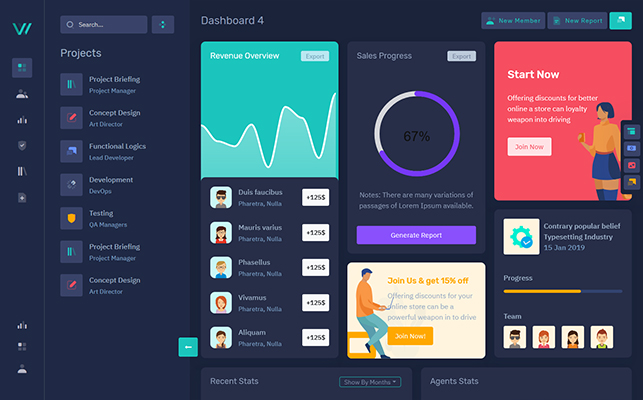 Search...
Projects
Project Briefing
Project Manager
Concept Design
Art Director
Functional Logics
Lead Developer
Development
DevOps
Testing
QA Managers
Project Briefing
Project Manager
Concept Design
Art Director
Dashboard 4
New Member
New Report
Revenue Overview
Export
Duis faucibus
Pharetra, Nulla
+125$
Mauris varius
Pharetra, Nulla
+125$
Phasellus
Pharetra, Nulla
+125$
Vivamus
Pharetra, Nulla
+125$
Aliquam
Pharetra, Nulla
+125$
Sales Progress
Export
67%
Notes: There are many variations of
passages of Lorem Ipsum available.
Generate Report
Join Us & get 15% off
Offering discounts for your
online store can be a
powerful weapon in to drive
Join Now!
Start Now
Offering discounts for better
online a store can loyalty
weapon into driving
Join Now
Contrary popular belief
Typesetting Industry
15 Jan 2019
Progress
Team
Recent Stats
Show By Months
Agents Stats